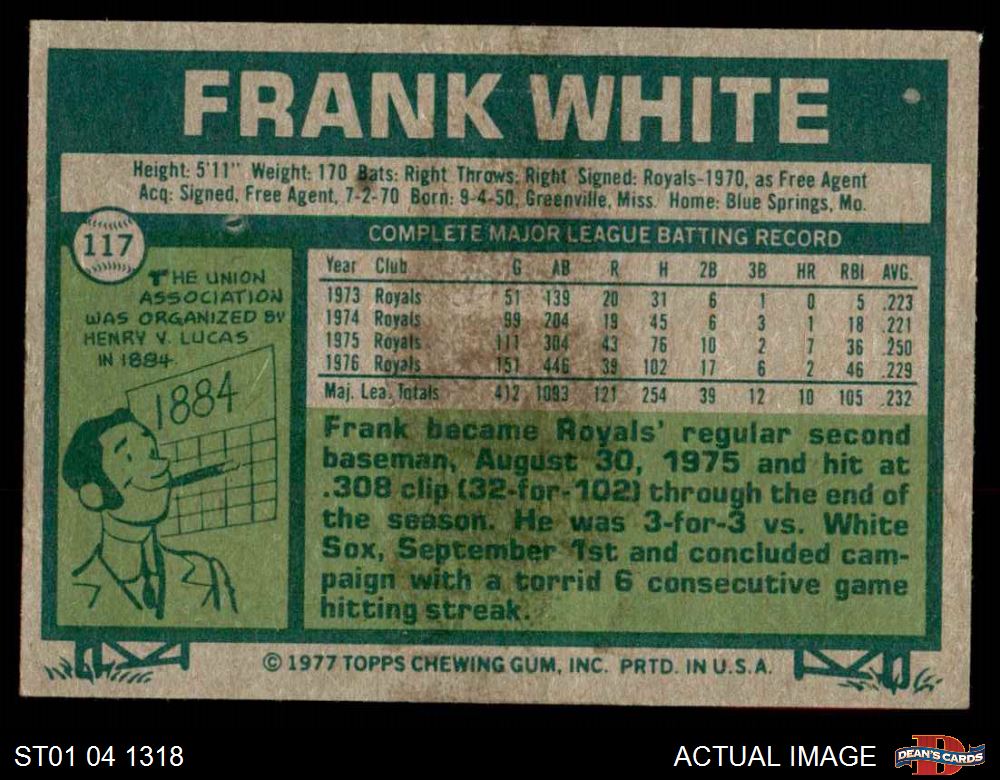 FRANK WHITE
Height: 5'11" Weight: 170 Bats: Right Throws: Right Signed: Royals-1970, as Free Agent
Acq: Signed, Free Agent, 7-2-70 Born: 9-4-50, Greenville, Miss. Home: Blue Springs, Mo.
117
THE UNION
ASSOCIATION
WAS ORGANIZED BY
HENRY V. LUCAS
IN 1884.
1884
COMPLETE MAJOR LEAGUE BATTING RECORD
Year Club G AB R H 2B 3B HR RBI AVG.
1973 Royals 51 139 20 31 6 1 0 5 .223
1974 Royals 99 204 19 45 6 3 1 18 .221
1975 Royals 111 304 43 76 10 2 7 36 .250
1976 Royals 151 446 39 102 17 6 2 46 .229
Maj. Lea. Totals 412 1093 121 254 39 12 10 105 .232
Frank became Royals' regular second
baseman, August 30, 1975 and hit at
.308 clip (32-for-102) through the end of
the season. He was 3-for-3 vs. White
Sox, September 1st and concluded cam-
paign with a torrid 6 consecutive game
hitting streak.
© 1977 TOPPS CHEWING GUM, INC. PRTD. IN U.S.A.
ST01 04 1318
ACTUAL IMAGE
D
DEAN'S CARDS